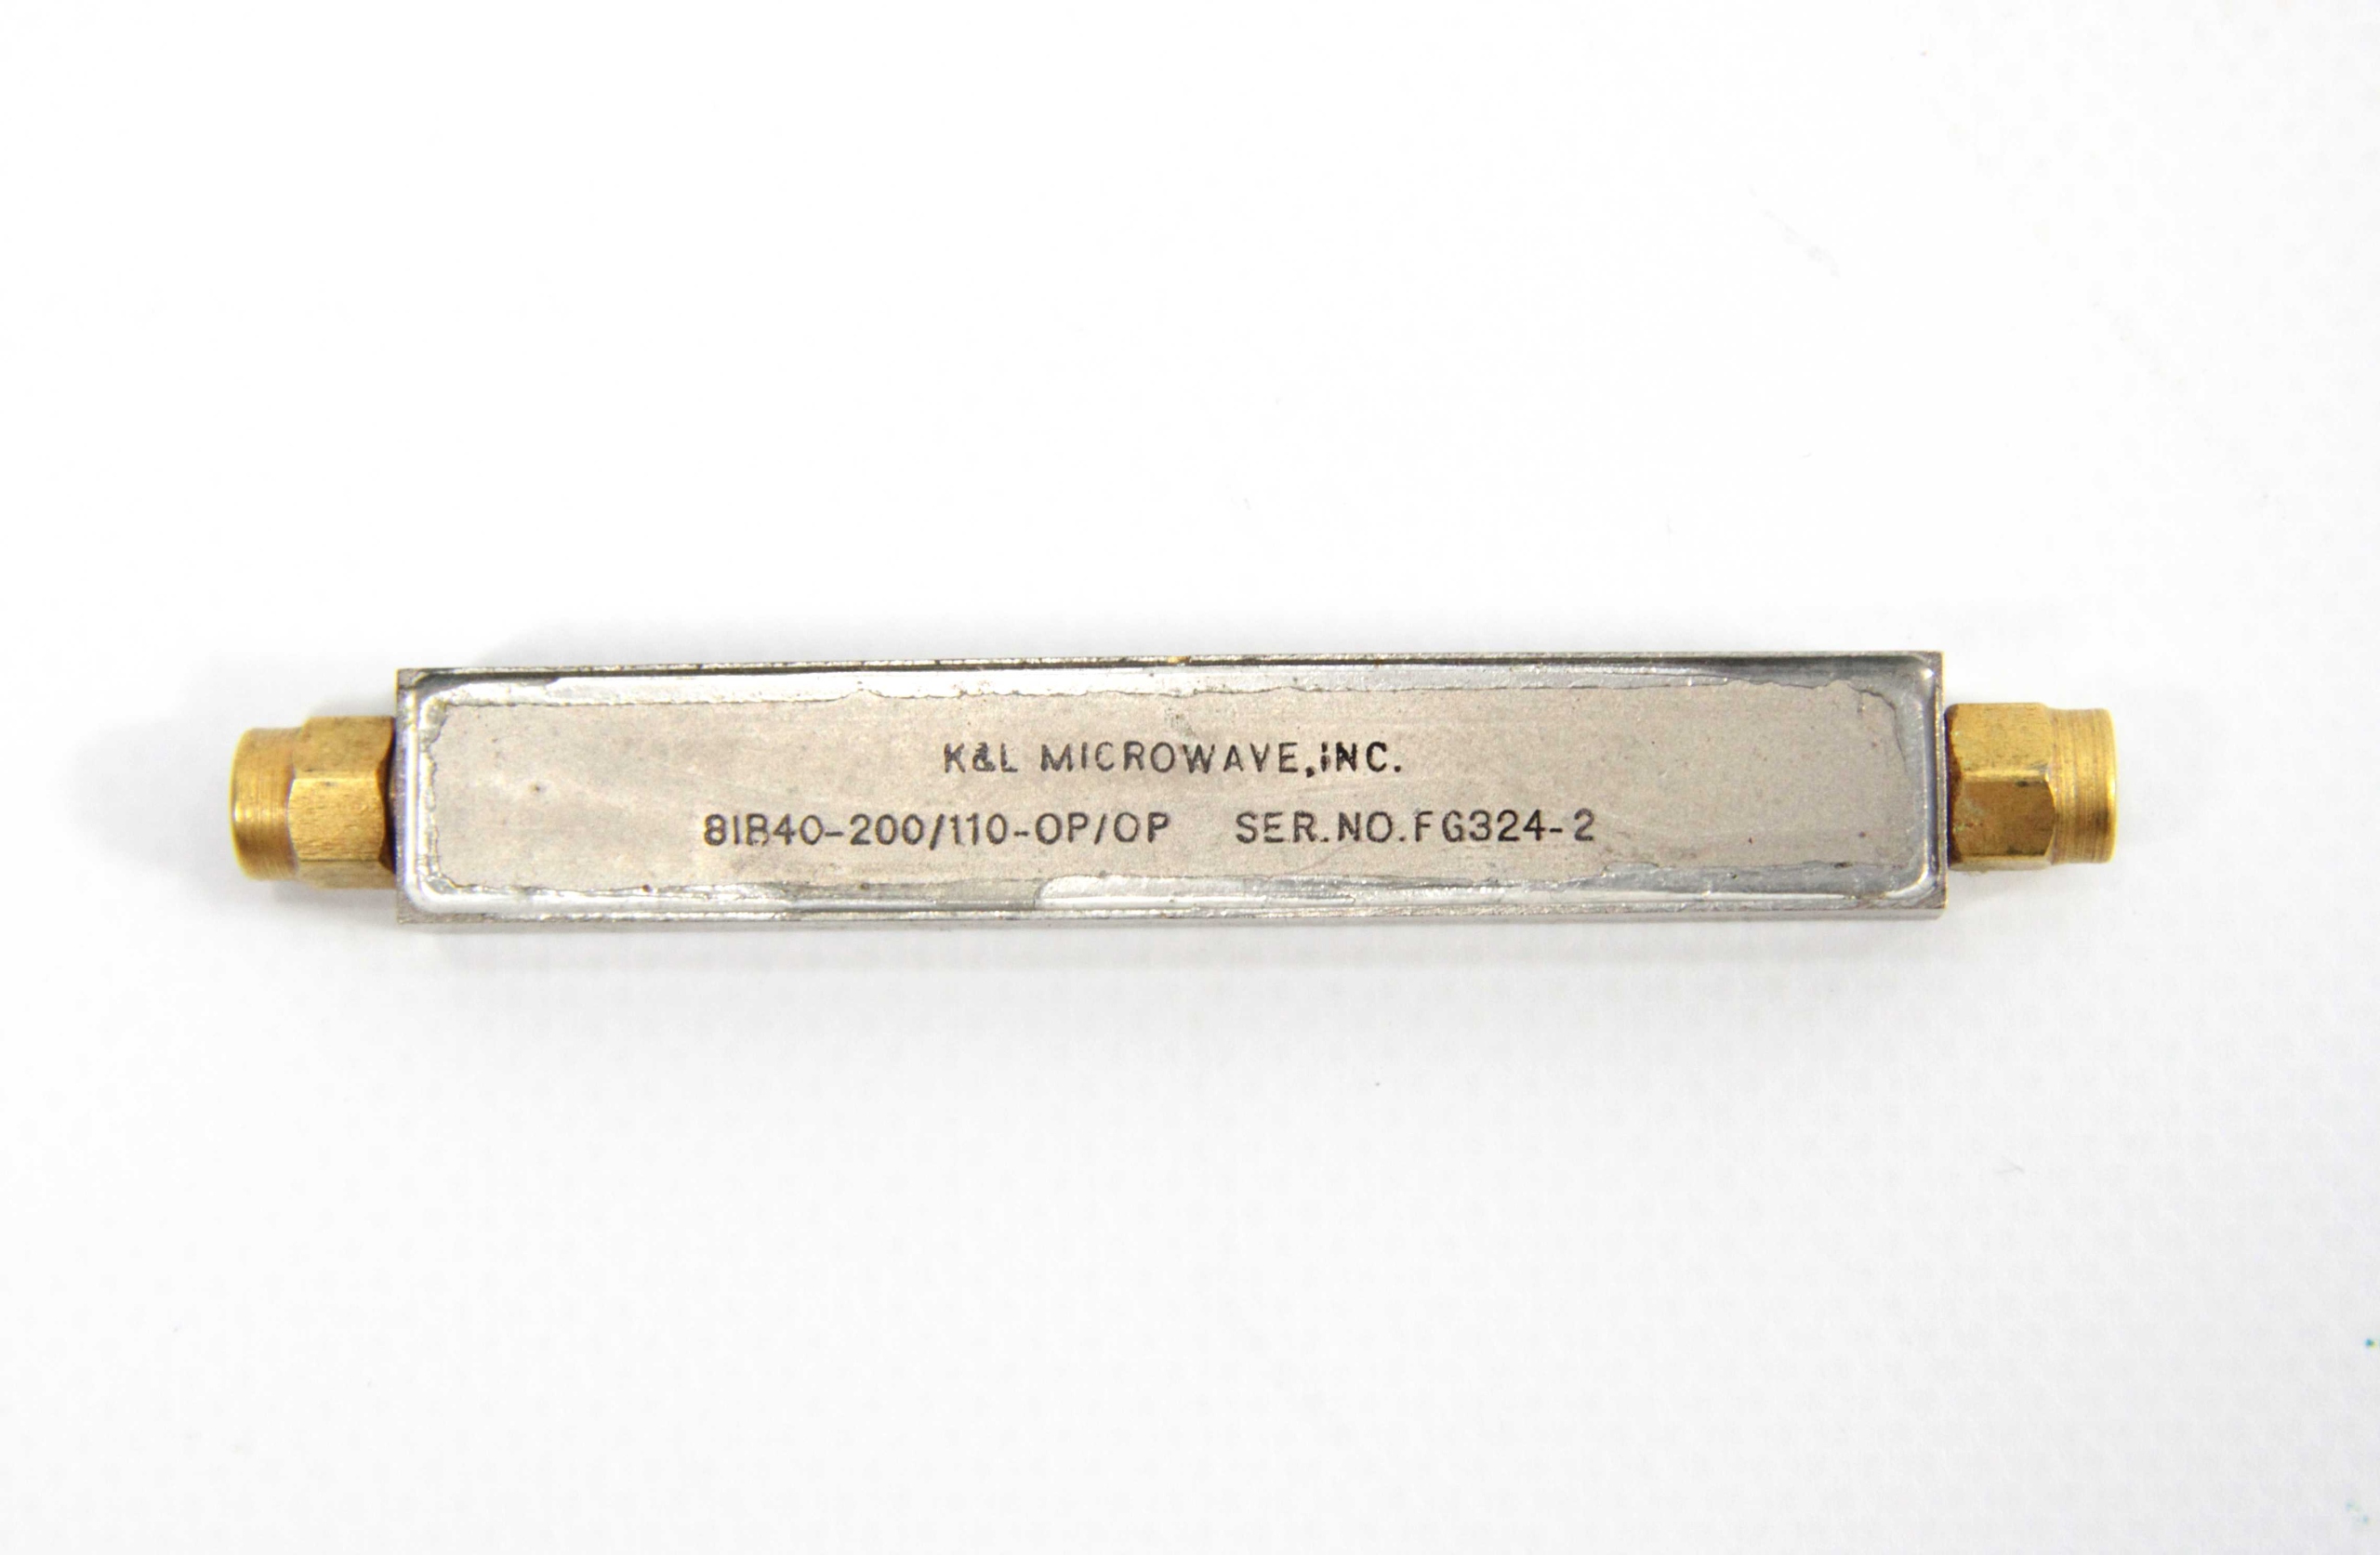 K&L MICROWAVE,INC.
8IB40-200/110-OP/OP SER.NO.FG324-2